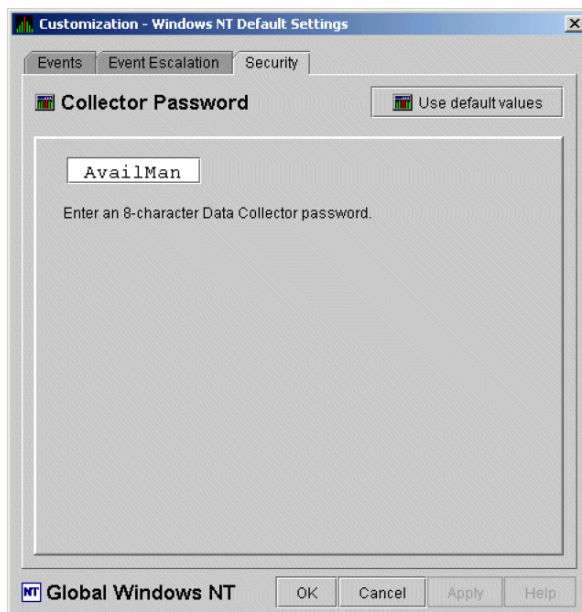 Customization - Windows NT Default Settings
Events Event Escalation Security
Collector Password Use default values
AvailMan
Enter an 8-character Data Collector password.
NT Global Windows NT OK Cancel Apply Help